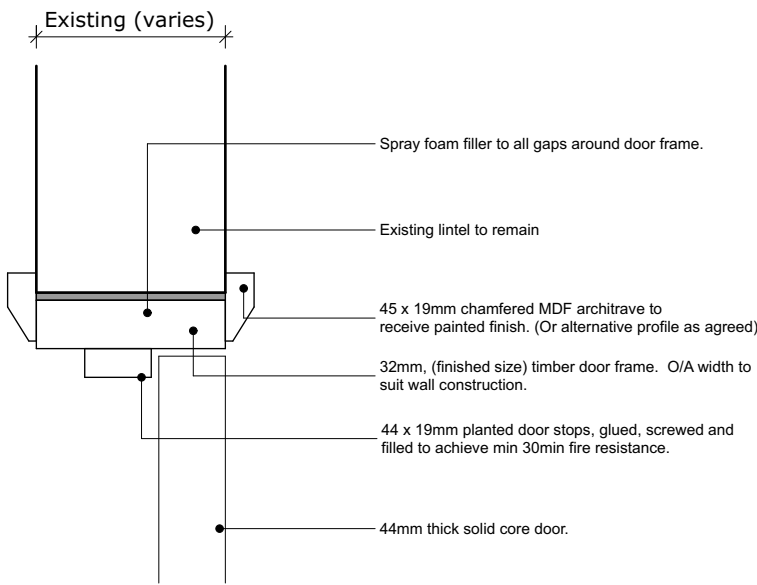 Existing (varies)
Spray foam filler to all gaps around door frame.
Existing lintel to remain
45 x 19mm chamfered MDF architrave to
receive painted finish. (Or alternative profile as agreed)
32mm, (finished size) timber door frame.  O/A width to
suit wall construction.
44 x 19mm planted door stops, glued, screwed and
filled to achieve min 30min fire resistance.
44mm thick solid core door.